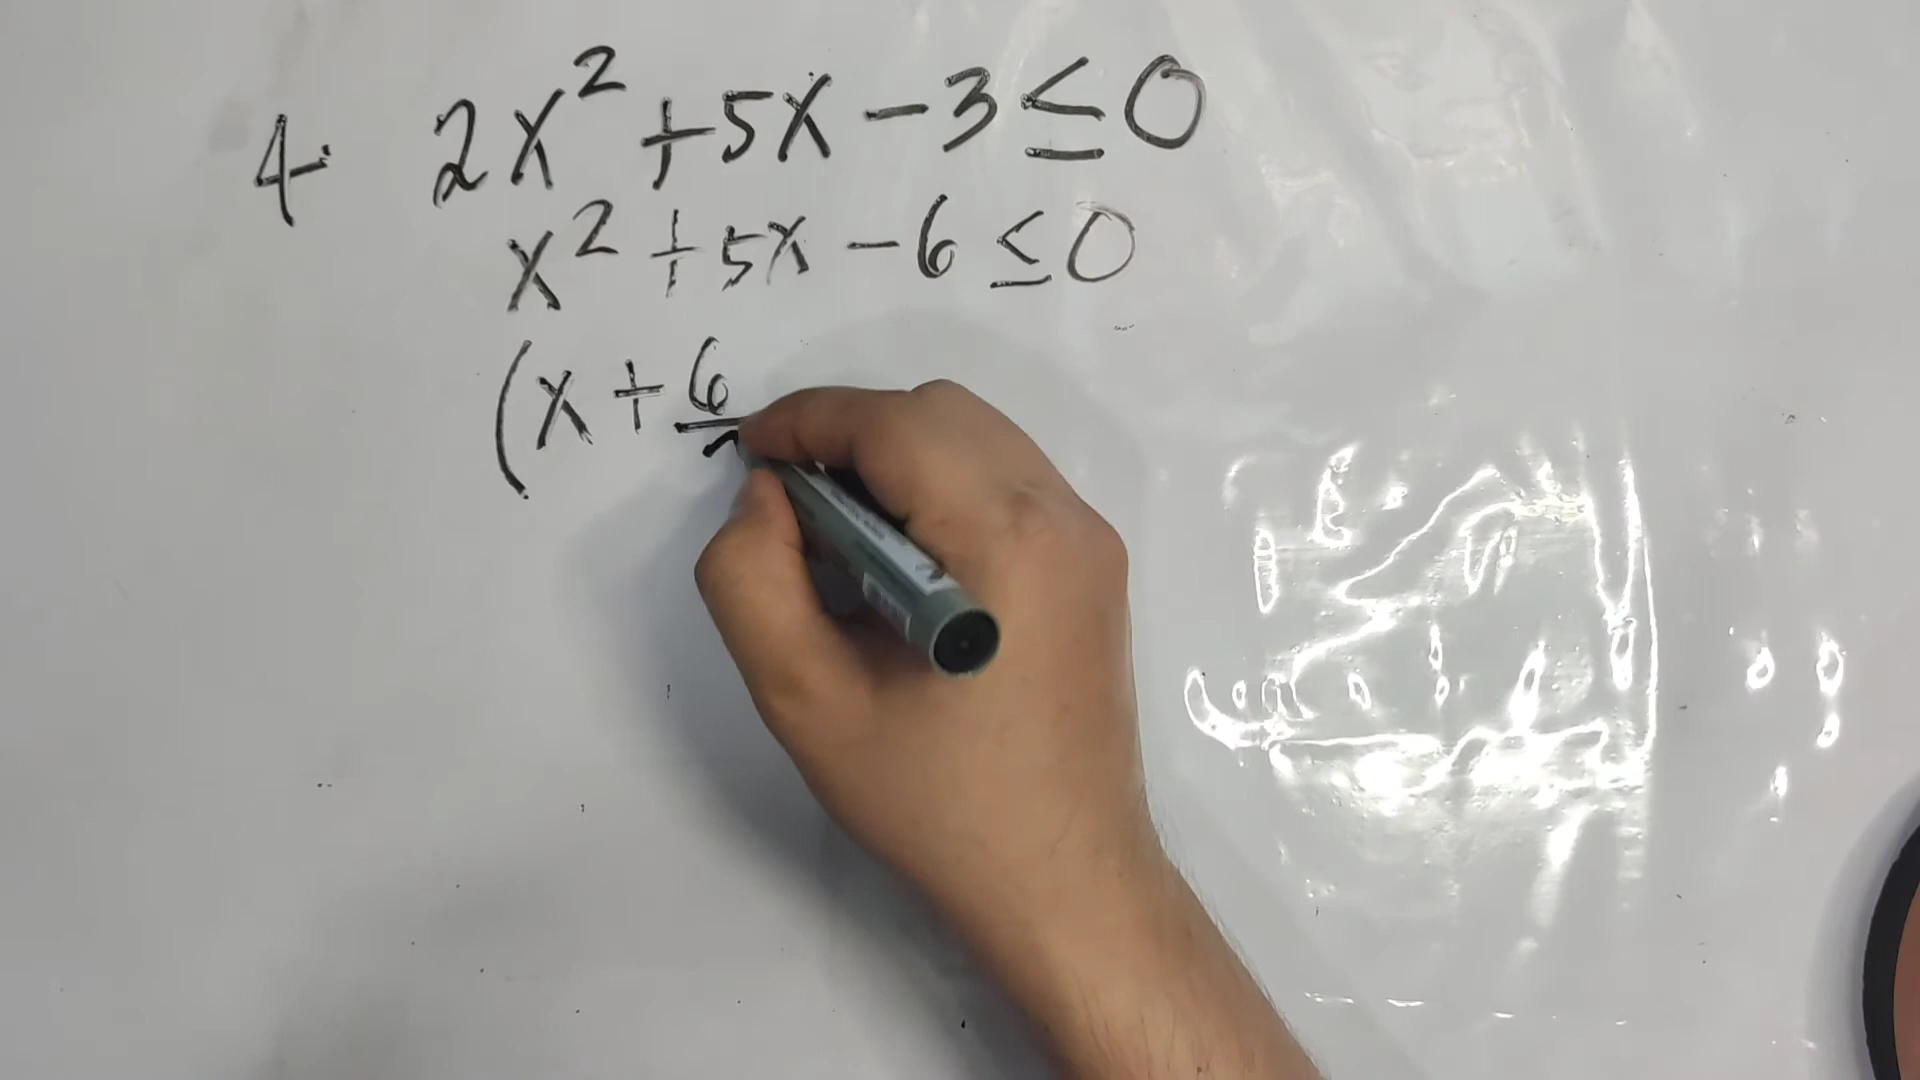 4. 2x² + 5x - 3 ≤ 0
x² + 5x - 6 ≤ 0
(x + 6/